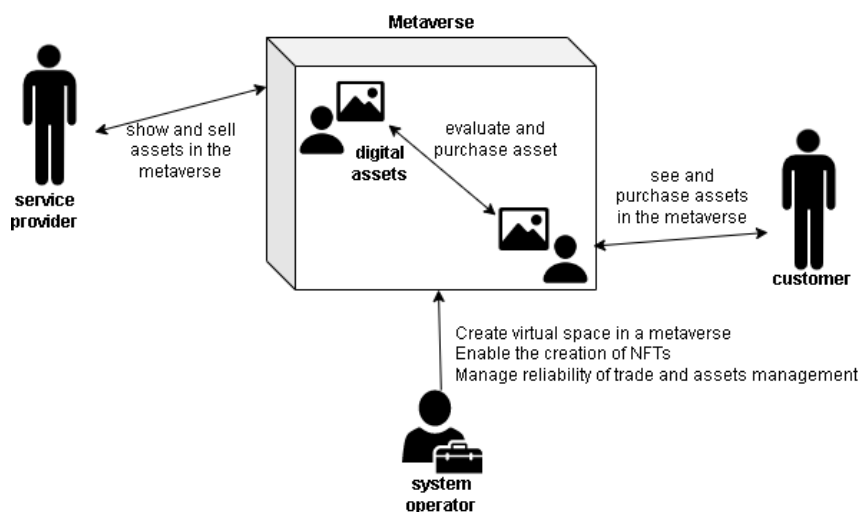 Metaverse
show and sell
assets in the
metaverse
service
provider
digital
assets
evaluate and
purchase asset
see and
purchase assets
in the metaverse
customer
Create virtual space in a metaverse
Enable the creation of NFTs
Manage reliability of trade and assets management
system
operator